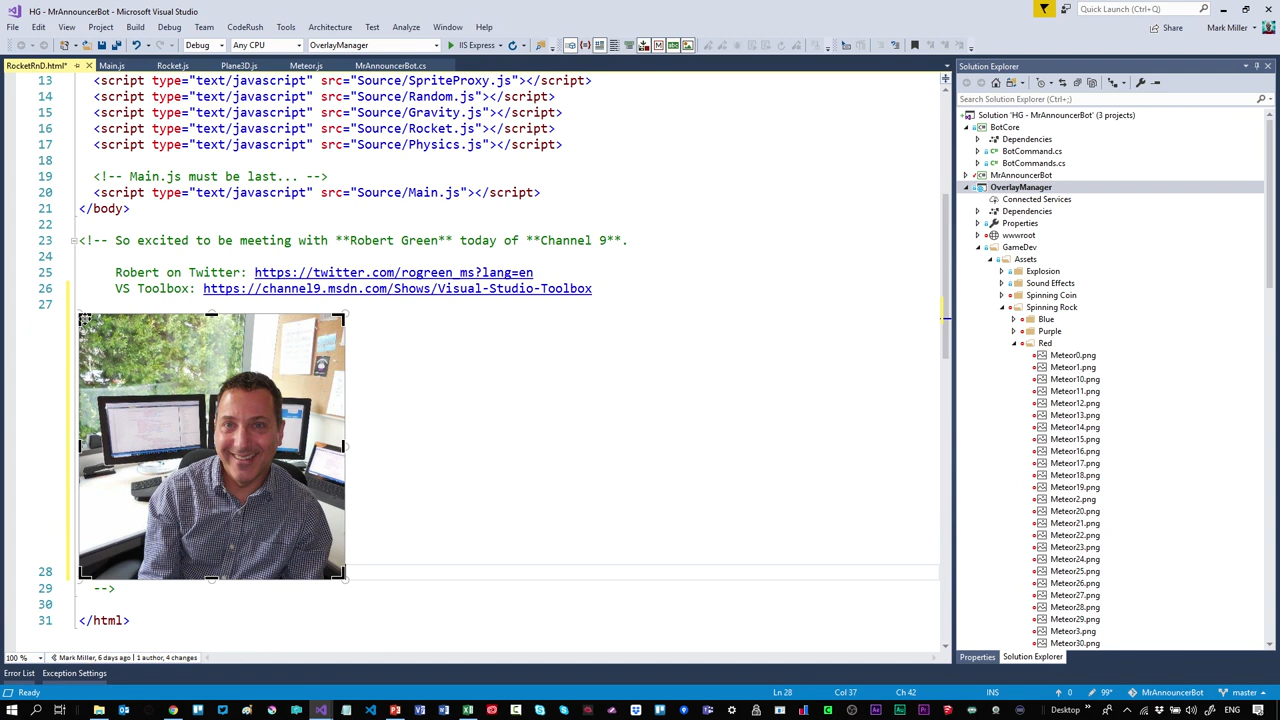 HG - MrAnnouncerBot - Microsoft Visual Studio
Quick Launch (Ctrl+Q)
File Edit View Project Build Debug Team CodeRush Tools Architecture Test Analyze Window Help
Share Mark Miller
Debug Any CPU OverlayManager IIS Express
RocketRnD.html* Main.js Rocket.js Plane3D.js Meteor.js MrAnnouncerBot.cs
13 <script type="text/javascript" src="Source/SpriteProxy.js"></script>
14 <script type="text/javascript" src="Source/Random.js"></script>
15 <script type="text/javascript" src="Source/Gravity.js"></script>
16 <script type="text/javascript" src="Source/Rocket.js"></script>
17 <script type="text/javascript" src="Source/Physics.js"></script>
18
19 <!-- Main.js must be last... -->
20 <script type="text/javascript" src="Source/Main.js"></script>
21 </body>
22
23 <!-- So excited to be meeting with **Robert Green** today of **Channel 9**.
24
25 Robert on Twitter: https://twitter.com/rogreen_ms?lang=en
26 VS Toolbox: https://channel9.msdn.com/Shows/Visual-Studio-Toolbox
27
28
29 -->
30
31 </html>
100 % Mark Miller, 6 days ago | 1 author, 4 changes
Error List Exception Settings
Solution Explorer
Search Solution Explorer (Ctrl+;)
Solution 'HG - MrAnnouncerBot' (3 projects)
BotCore
Dependencies
BotCommand.cs
BotCommands.cs
MrAnnouncerBot
OverlayManager
Connected Services
Dependencies
Properties
wwwroot
GameDev
Assets
Explosion
Sound Effects
Spinning Coin
Spinning Rock
Blue
Purple
Red
Meteor0.png
Meteor1.png
Meteor10.png
Meteor11.png
Meteor12.png
Meteor13.png
Meteor14.png
Meteor15.png
Meteor16.png
Meteor17.png
Meteor18.png
Meteor19.png
Meteor2.png
Meteor20.png
Meteor21.png
Meteor22.png
Meteor23.png
Meteor24.png
Meteor25.png
Meteor26.png
Meteor27.png
Meteor28.png
Meteor29.png
Meteor3.png
Meteor30.png
Properties Solution Explorer
Ready Ln 28 Col 37 Ch 42 INS 0 99* MrAnnouncerBot master
Desktop ENG